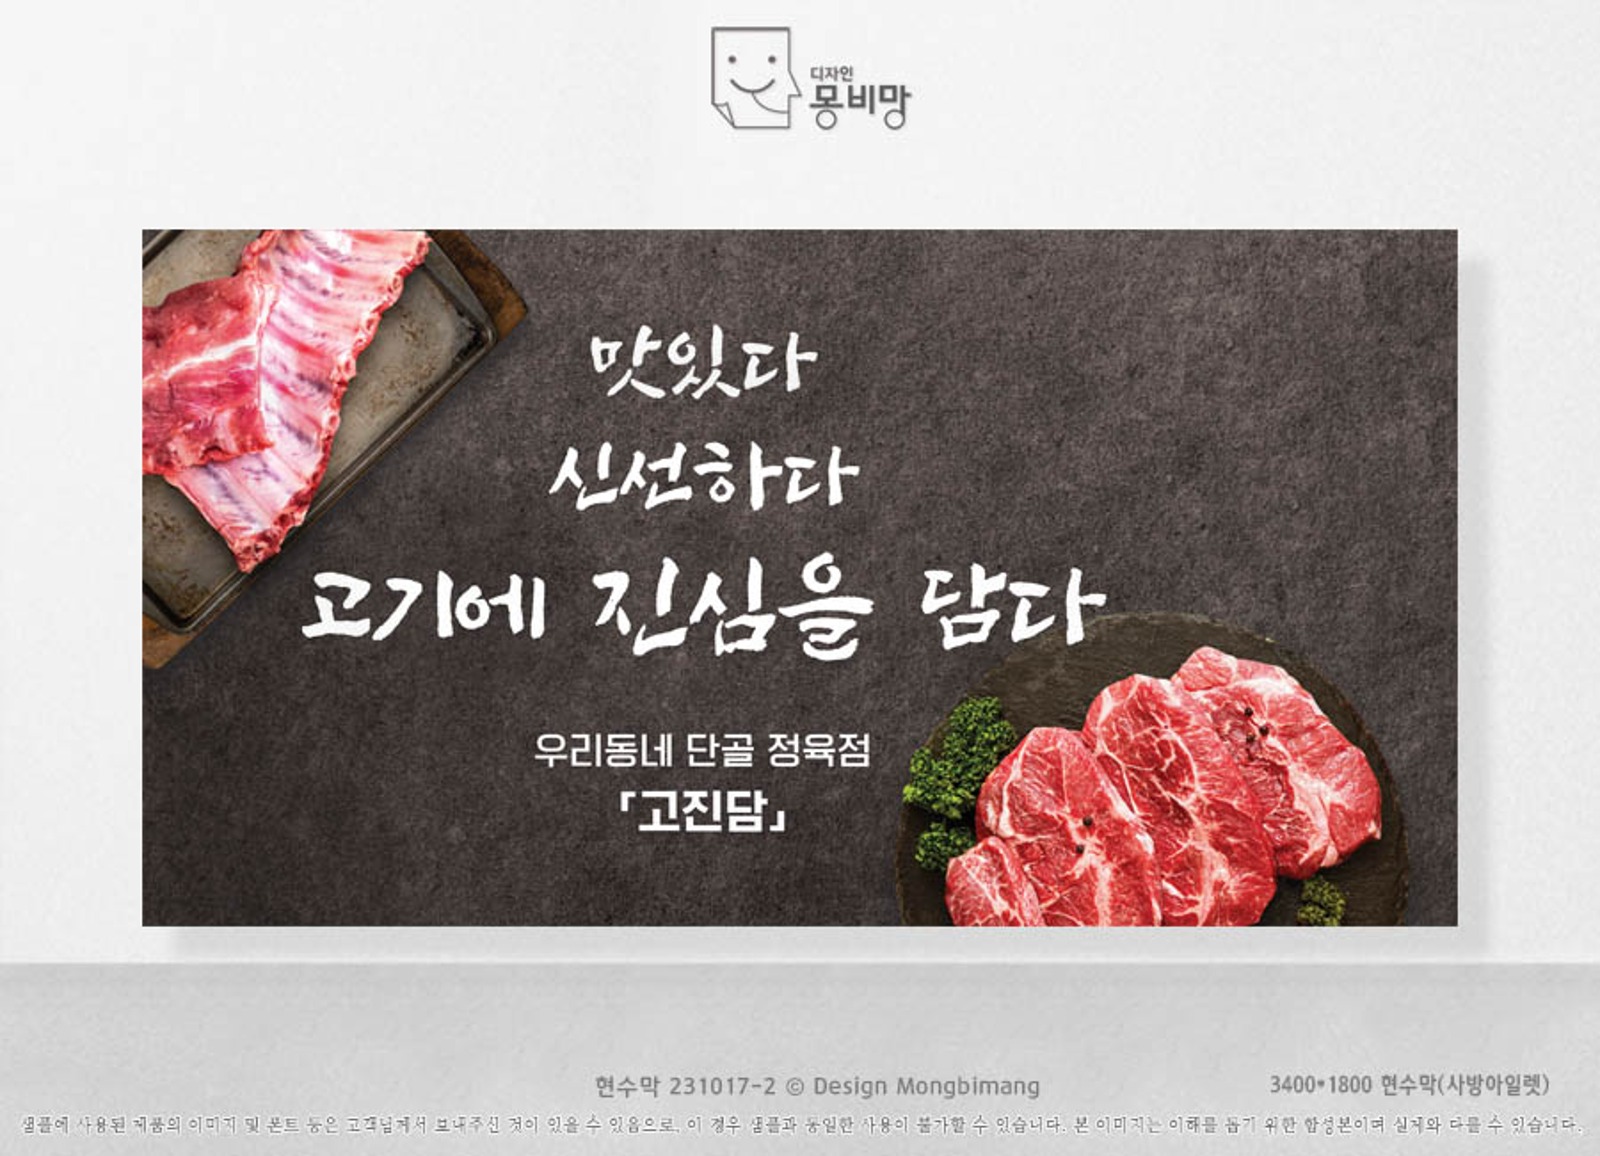 디자인
몽비망
맛있다
신선하다
고기에 진심을 담다
우리동네 단골 정육점
「고진담」
현수막 231017-2 © Design Mongbimang
3400*1800 현수막(사방아일렛)
샘플에 사용된 제품의 이미지 및 폰트 등은 고객님께서 보내주신 것이 있을 수 있음으로, 이 경우 샘플과 동일한 사용이 불가할 수 있습니다. 본 이미지는 이해를 돕기 위한 합성본이며 실제와 다를 수 있습니다.